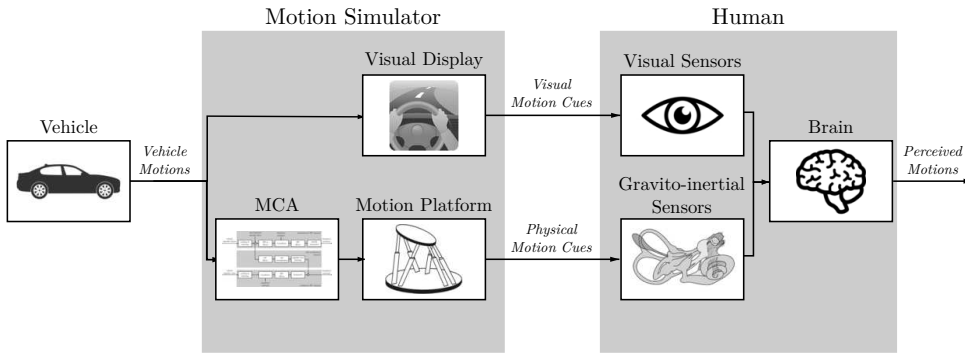 Motion Simulator
Human
Visual Display
Visual
Motion Cues
Visual Sensors
Vehicle
Vehicle
Motions
Brain
Perceived
Motions
MCA
Motion Platform
Physical
Motion Cues
Gravito-inertial
Sensors